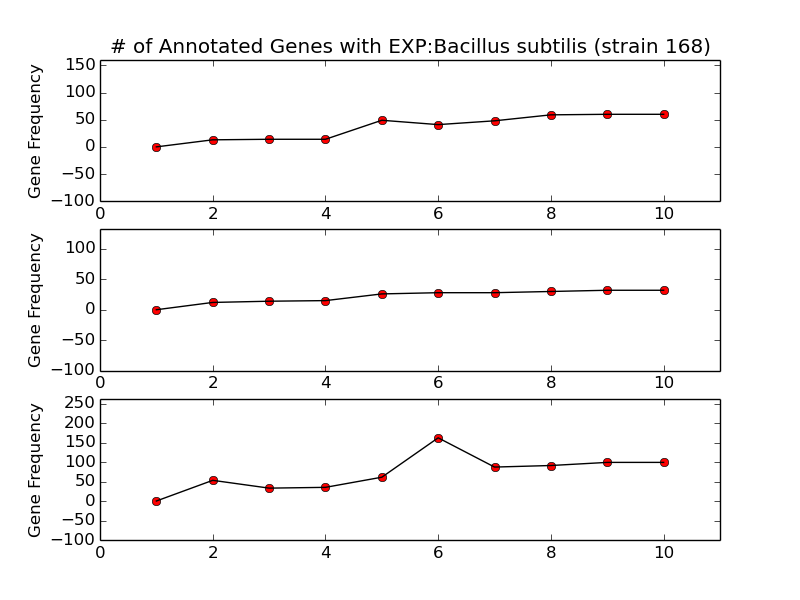 # of Annotated Genes with EXP:Bacillus subtilis (strain 168)
Gene Frequency
150
100
50
0
−50
−100
0 2 4 6 8 10
Gene Frequency
100
50
0
−50
−100
0 2 4 6 8 10
Gene Frequency
250
200
150
100
50
0
−50
−100
0 2 4 6 8 10